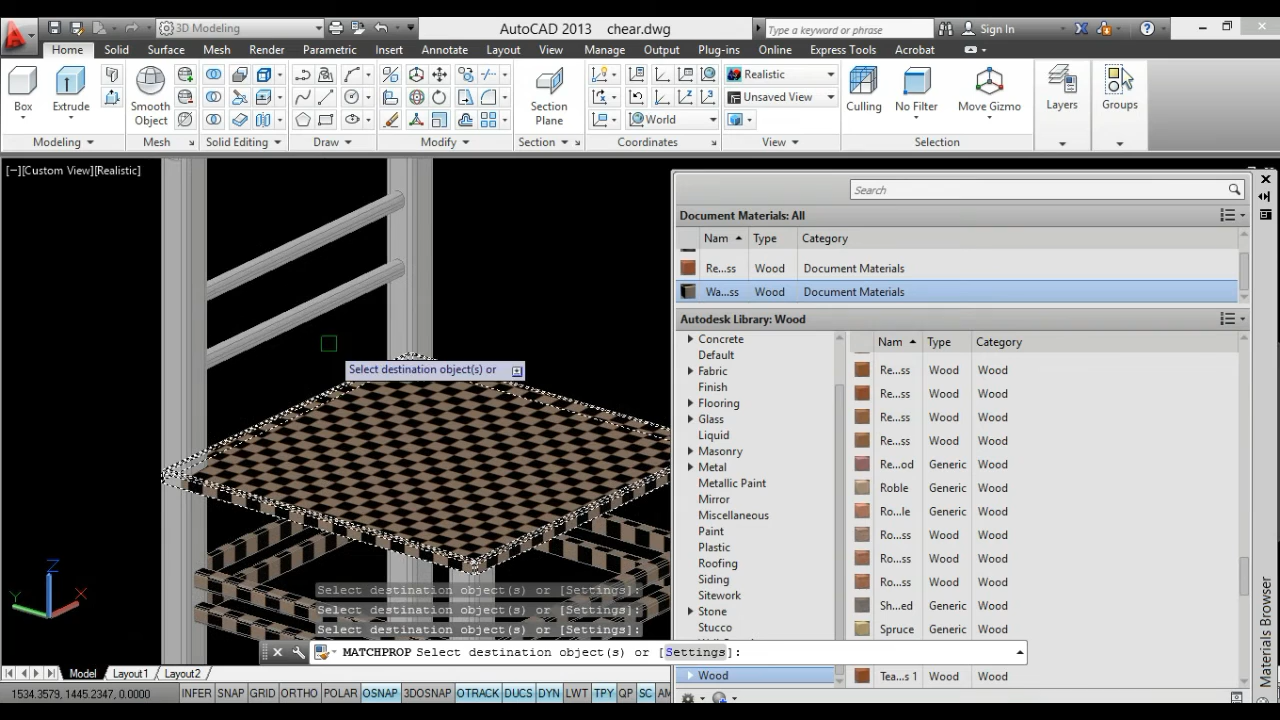 3D Modeling
AutoCAD 2013 chear.dwg
Type a keyword or phrase
Sign In
Home Solid Surface Mesh Render Parametric Insert Annotate Layout View Manage Output Plug-ins Online Express Tools Acrobat
Realistic
Unsaved View
World
Box Extrude Smooth Object Section Plane Culling No Filter Move Gizmo Layers Groups
Modeling Mesh Solid Editing Draw Modify Section Coordinates View Selection
[−][Custom View][Realistic]
Search
Document Materials: All
Nam Type Category
Re...ss Wood Document Materials
Wa...ss Wood Document Materials
Autodesk Library: Wood
Concrete
Default
Fabric
Finish
Flooring
Glass
Liquid
Masonry
Metal
Metallic Paint
Mirror
Miscellaneous
Paint
Plastic
Roofing
Siding
Sitework
Stone
Stucco
Wood
Nam Type Category
Re...ss Wood Wood
Re...ss Wood Wood
Re...ss Wood Wood
Re...ss Wood Wood
Re...od Generic Wood
Roble Generic Wood
Ro...le Generic Wood
Ro...ss Wood Wood
Ro...ss Wood Wood
Ro...ss Wood Wood
Sh...ed Generic Wood
Spruce Generic Wood
Tea...s 1 Wood Wood
Materials Browser
Select destination object(s) or
Z
Y
X
Select destination object(s) or [Settings]:
Select destination object(s) or [Settings]:
Select destination object(s) or [Settings]:
MATCHPROP Select destination object(s) or [Settings]:
Model Layout1 Layout2
1534.3579, 1445.2347, 0.000 INFER SNAP GRID ORTHO POLAR OSNAP 3DOSNAP OTRACK DUCS DYN LWT TPY QP SC AM